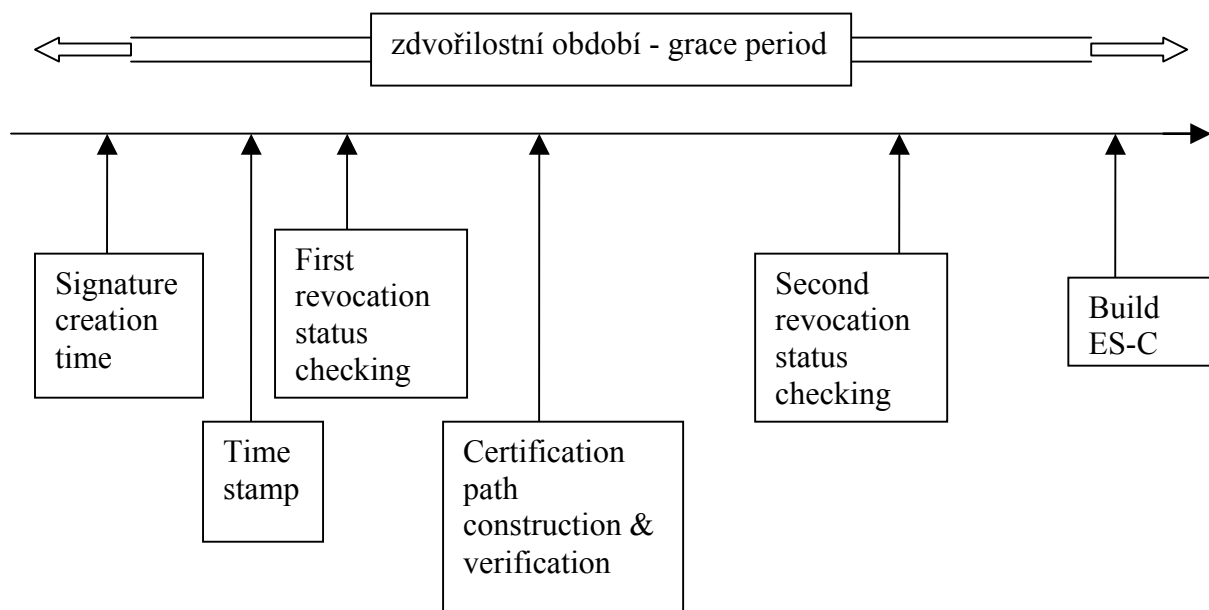 zdvořilostní období - grace period
Signature
creation
time
Time
stamp
First
revocation
status
checking
Certification
path
construction &
verification
Second
revocation
status
checking
Build
ES-C